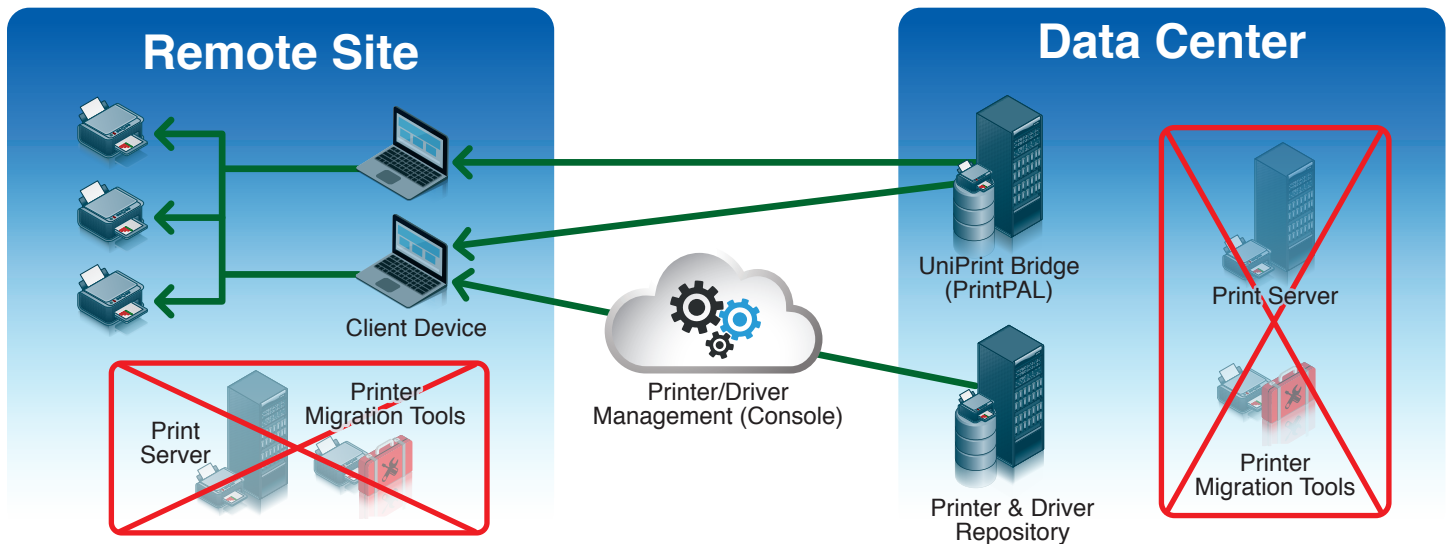 Remote Site
Client Device
Print
Server
Printer
Migration Tools
Printer/Driver
Management (Console)
Data Center
UniPrint Bridge
(PrintPAL)
Printer & Driver
Repository
Print Server
Printer
Migration Tools